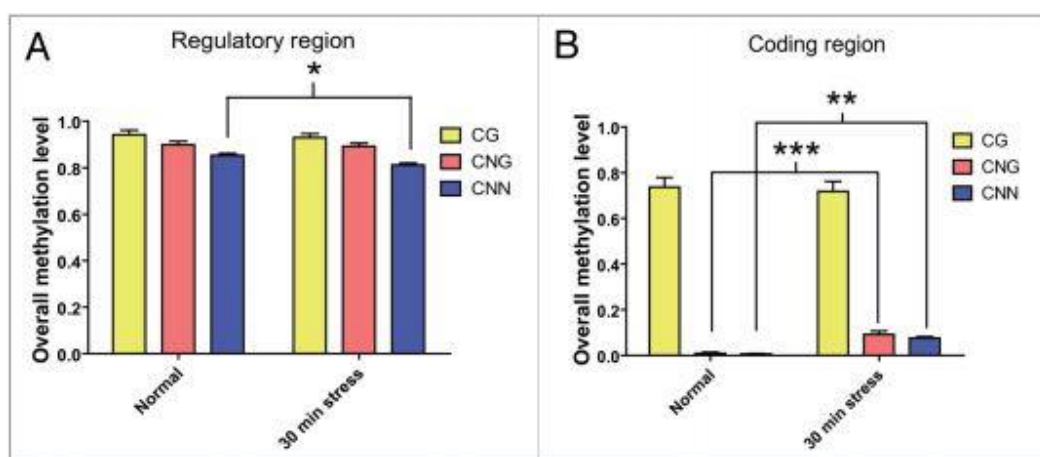 A
Regulatory region
*
Overall methylation level
1.0
0.8
0.6
0.4
0.2
0.0
Normal
30 min stress
CG
CNG
CNN
B
Coding region
**
***
Overall methylation level
1.0
0.8
0.6
0.4
0.2
0.0
Normal
30 min stress
CG
CNG
CNN